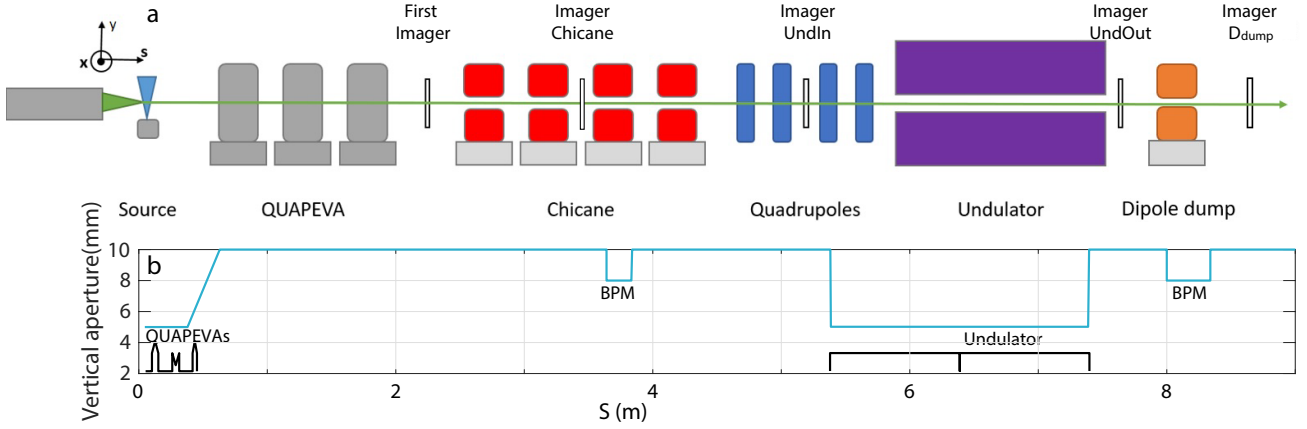 a
y
s
x
First
Imager
Imager
Chicane
Imager
UndIn
Imager
UndOut
Imager
Ddump
Source
QUAPEVA
Chicane
Quadrupoles
Undulator
Dipole dump
b
Vertical aperture(mm)
10
8
6
4
2
QUAPEVAs
BPM
Undulator
BPM
0
2
4
6
8
S (m)